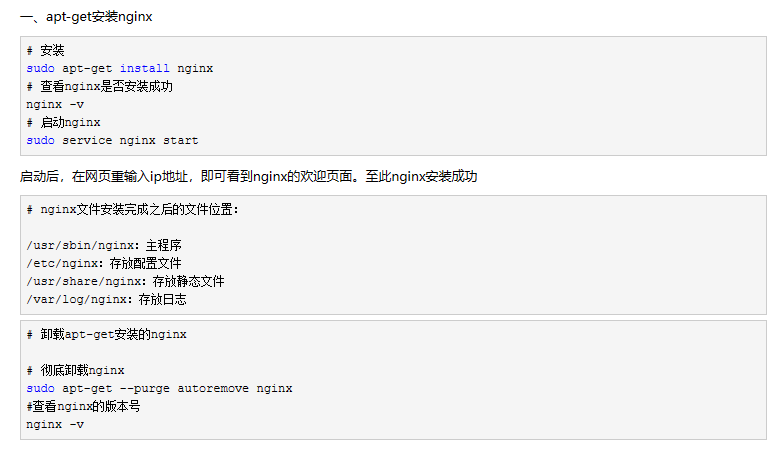 一、apt-get安装nginx
# 安装
sudo apt-get install nginx
# 查看nginx是否安装成功
nginx -v
# 启动nginx
sudo service nginx start
启动后，在网页重输入ip地址，即可看到nginx的欢迎页面。至此nginx安装成功
# nginx文件安装完成之后的文件位置：
/usr/sbin/nginx：主程序
/etc/nginx：存放配置文件
/usr/share/nginx：存放静态文件
/var/log/nginx：存放日志
# 卸载apt-get安装的nginx
# 彻底卸载nginx
sudo apt-get --purge autoremove nginx
#查看nginx的版本号
nginx -v